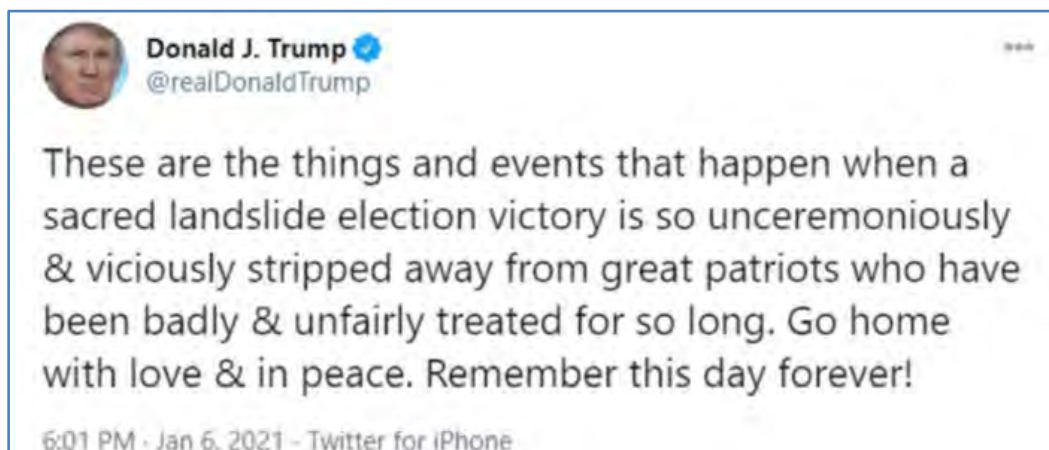 Donald J. Trump
@realDonaldTrump
These are the things and events that happen when a
sacred landslide election victory is so unceremoniously
& viciously stripped away from great patriots who have
been badly & unfairly treated for so long. Go home
with love & in peace. Remember this day forever!
6:01 PM · Jan 6, 2021 · Twitter for iPhone